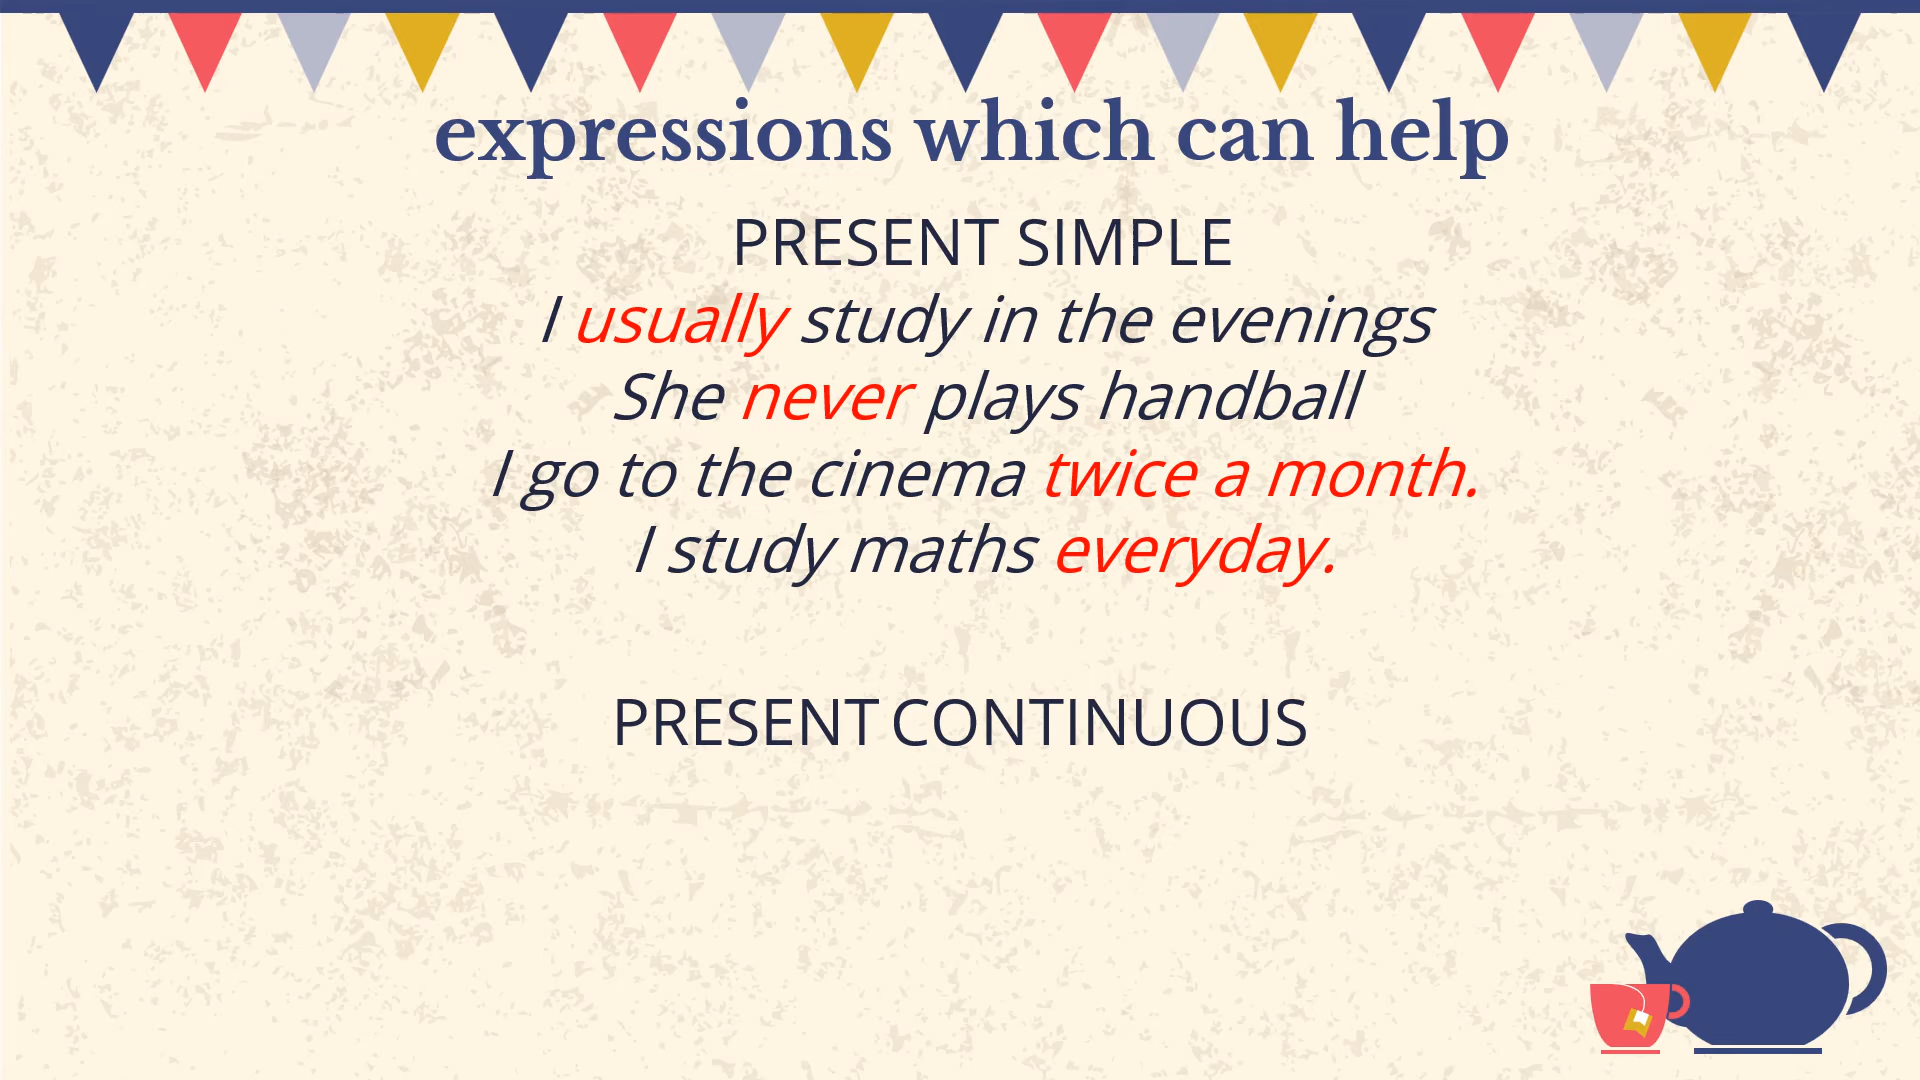 expressions which can help
PRESENT SIMPLE
I usually study in the evenings
She never plays handball
I go to the cinema twice a month.
I study maths everyday.
PRESENT CONTINUOUS